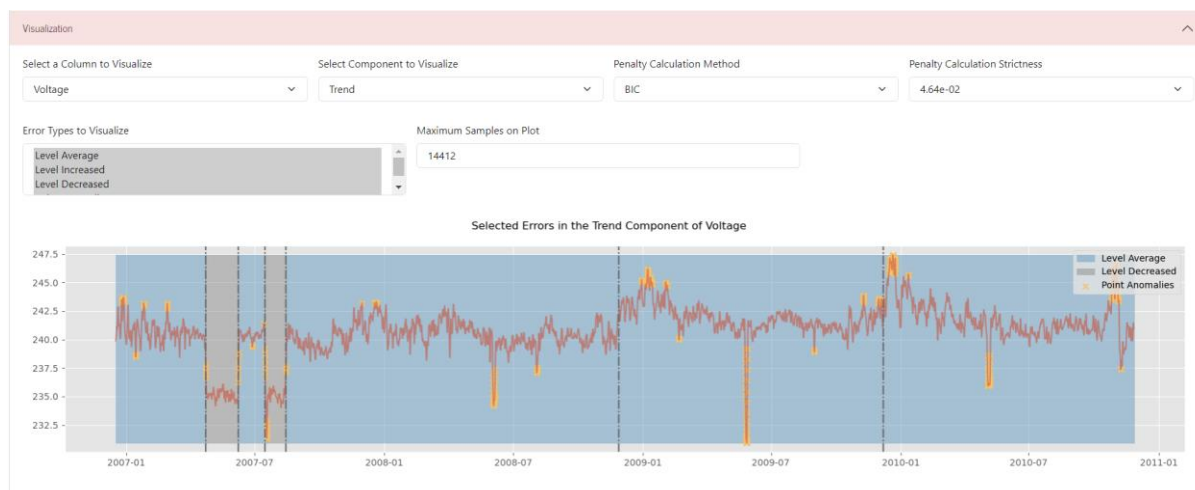 Visualization
Select a Column to Visualize
Select Component to Visualize
Penalty Calculation Method
Penalty Calculation Strictness
Voltage
Trend
BIC
4.64e-02
Error Types to Visualize
Maximum Samples on Plot
Level Average
Level Increased
Level Decreased
14412
Selected Errors in the Trend Component of Voltage
247.5
245.0
242.5
240.0
237.5
235.0
232.5
Level Average
Level Decreased
Point Anomalies
2007-01
2007-07
2008-01
2008-07
2009-01
2009-07
2010-01
2010-07
2011-01